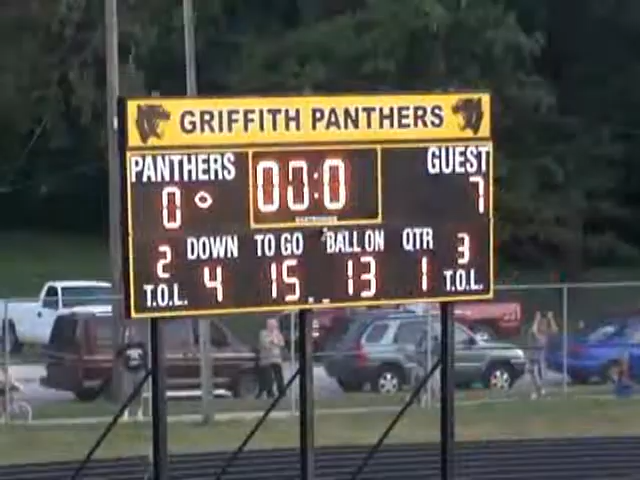 GRIFFITH PANTHERS
PANTHERS GUEST
0 00:0 7
DOWN TO GO BALL ON QTR
2 4 15 13 1 3
T.O.L. T.O.L.